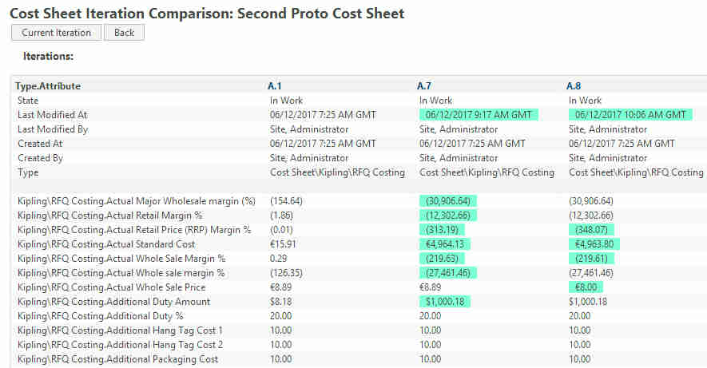 Cost Sheet Iteration Comparison: Second Proto Cost Sheet
Current Iteration Back
Iterations:
Type.Attribute A.1 A.7 A.8
State In Work In Work In Work
Last Modified At 06/12/2017 7:25 AM GMT 06/12/2017 9:17 AM GMT 06/12/2017 10:06 AM GMT
Last Modified By Site, Administrator Site, Administrator Site, Administrator
Created At 06/12/2017 7:25 AM GMT 06/12/2017 7:25 AM GMT 06/12/2017 7:25 AM GMT
Created By Site, Administrator Site, Administrator Site, Administrator
Type Cost Sheet\Kipling\RFQ Costing Cost Sheet\Kipling\RFQ Costing Cost Sheet\Kipling\RFQ Costing
Kipling\RFQ Costing.Actual Major Wholesale margin (%) (154.64) (30,906.64) (30,906.64)
Kipling\RFQ Costing.Actual Retail Margin % (1.86) (12,302.66) (12,302.66)
Kipling\RFQ Costing.Actual Retail Price (RRP) Margin % (0.01) (313.19) (348.07)
Kipling\RFQ Costing.Actual Standard Cost €15.91 €4,964.13 €4,963.80
Kipling\RFQ Costing.Actual Whole Sale Margin % 0.29 (219.63) (219.61)
Kipling\RFQ Costing.Actual Whole sale margin % (126.35) (27,461.46) (27,461.46)
Kipling\RFQ Costing.Actual Whole Sale Price €8.89 €8.89 €8.00
Kipling\RFQ Costing.Additional Duty Amount $8.18 $1,000.18 $1,000.18
Kipling\RFQ Costing.Additional Duty % 20.00 20.00 20.00
Kipling\RFQ Costing.Additional Hang Tag Cost 1 10.00 10.00 10.00
Kipling\RFQ Costing.Additional Hang Tag Cost 2 10.00 10.00 10.00
Kipling\RFQ Costing.Additional Packaging Cost 10.00 10.00 10.00